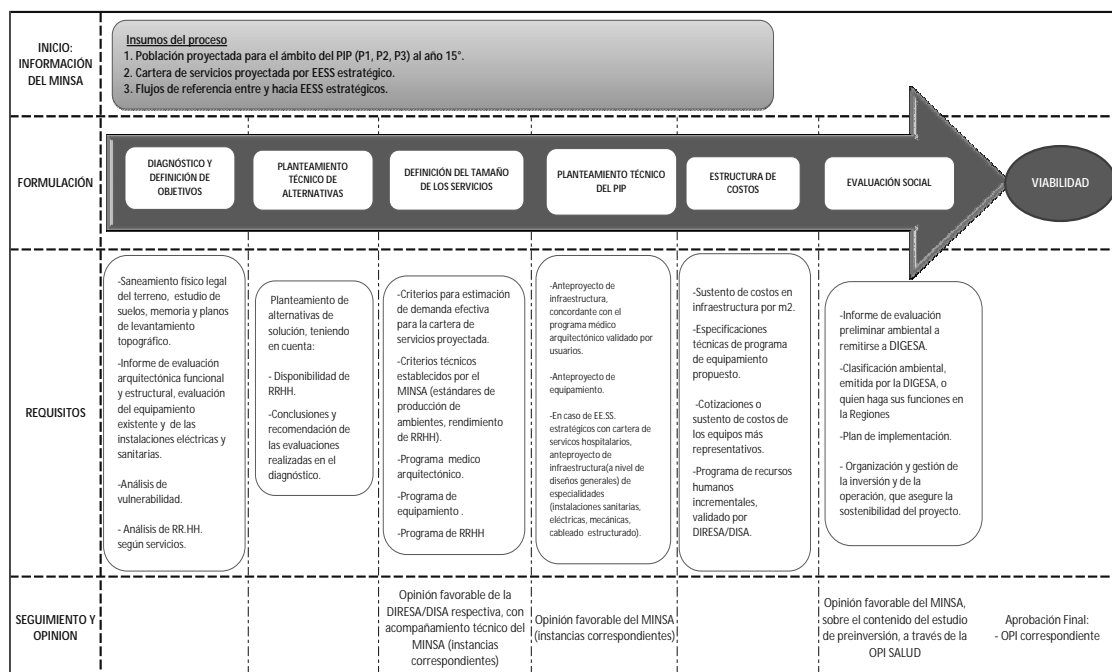 INICIO:
INFORMACIÓN
DEL MINSA
Insumos del proceso
1. Población proyectada para el ámbito del PIP (P1, P2, P3) al año 15°.
2. Cartera de servicios proyectada por EESS estratégico.
3. Flujos de referencia entre y hacia EESS estratégicos.
FORMULACIÓN
DIAGNÓSTICO Y
DEFINICIÓN DE
OBJETIVOS
PLANTEAMIENTO
TÉCNICO DE
ALTERNATIVAS
DEFINICIÓN DEL TAMAÑO
DE LOS SERVICIOS
PLANTEAMIENTO TÉCNICO
DEL PIP
ESTRUCTURA DE
COSTOS
EVALUACIÓN SOCIAL
VIABILIDAD
REQUISITOS
-Saneamiento físico legal
del terreno, estudio de
suelos, memoria y planos
de levantamiento
topográfico.
-Informe de evaluación
arquitectónica funcional
y estructural, evaluación
del equipamiento
existente y de las
instalaciones eléctricas y
sanitarias.
-Análisis de
vulnerabilidad.
- Análisis de RR.HH.
según servicios.
Planteamiento de
alternativas de
solución, teniendo
en cuenta:
- Disponibilidad de
RRHH.
-Conclusiones y
recomendación de
las evaluaciones
realizadas en el
diagnóstico.
-Criterios para estimación
de demanda efectiva
para la cartera de
servicios proyectada.
-Criterios técnicos
establecidos por el
MINSA (estándares de
producción de
ambientes, rendimiento
de RRHH).
-Programa medico
arquitectónico.
-Programa de
equipamiento .
-Programa de RRHH
-Anteproyecto de
infraestructura,
concordante con el
programa médico
arquitectónico validado por
usuarios.
-Anteproyecto de
equipamiento.
-En caso de EE.SS.
estratégicos con cartera de
servicos hospitalarios,
anteproyecto de
infraestructura(a nivel de
diseños generales) de
especialidades
(instalaciones sanitarias,
eléctricas, mecánicas,
cableado estructurado).
-Sustento de costos en
infraestructura por m2.
-Especificaciones
técnicas de programa
de equipamiento
propuesto.
-Cotizaciones o
sustento de costos de
los equipos más
representativos.
-Programa de recursos
humanos
incrementales,
validado por
DIRESA/DISA.
-Informe de evaluación
preliminar ambiental a
remitirse a DIGESA.
-Clasificación ambiental,
emitida por la DIGESA, o
quien haga sus funciones en
la Regiones
-Plan de implementación.
- Organización y gestión de
la inversión y de la
operación, que asegure la
sostenibilidad del proyecto.
SEGUIMIENTO Y
OPINION
Opinión favorable de la
DIRESA/DISA respectiva, con
acompañamiento técnico del
MINSA (instancias
correspondientes)
Opinión favorable del MINSA
(instancias correspondientes)
Opinión favorable del MINSA,
sobre el contenido del estudio
de preinversión, a través de la
OPI SALUD
Aprobación Final:
- OPI correspondiente